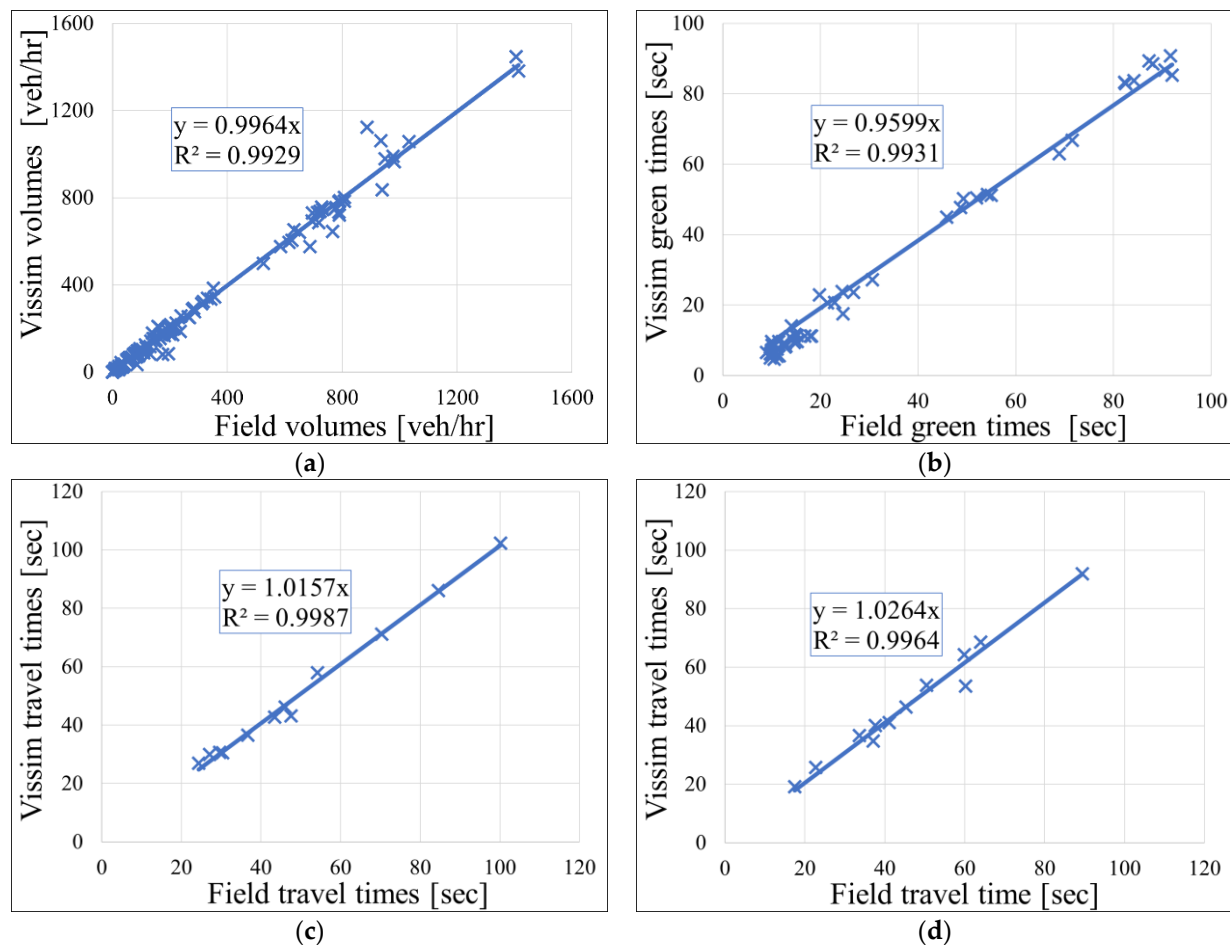 Vissim volumes [veh/hr]
1600
1200
800
400
0
y = 0.9964x
R² = 0.9929
0 400 800 1200 1600
Field volumes [veh/hr]
(a)
Vissim green times [sec]
100
80
60
40
20
0
y = 0.9599x
R² = 0.9931
0 20 40 60 80 100
Field green times [sec]
(b)
Vissim travel times [sec]
120
100
80
60
40
20
0
y = 1.0157x
R² = 0.9987
0 20 40 60 80 100 120
Field travel times [sec]
(c)
Vissim travel times [sec]
120
100
80
60
40
20
0
y = 1.0264x
R² = 0.9964
0 20 40 60 80 100 120
Field travel time [sec]
(d)